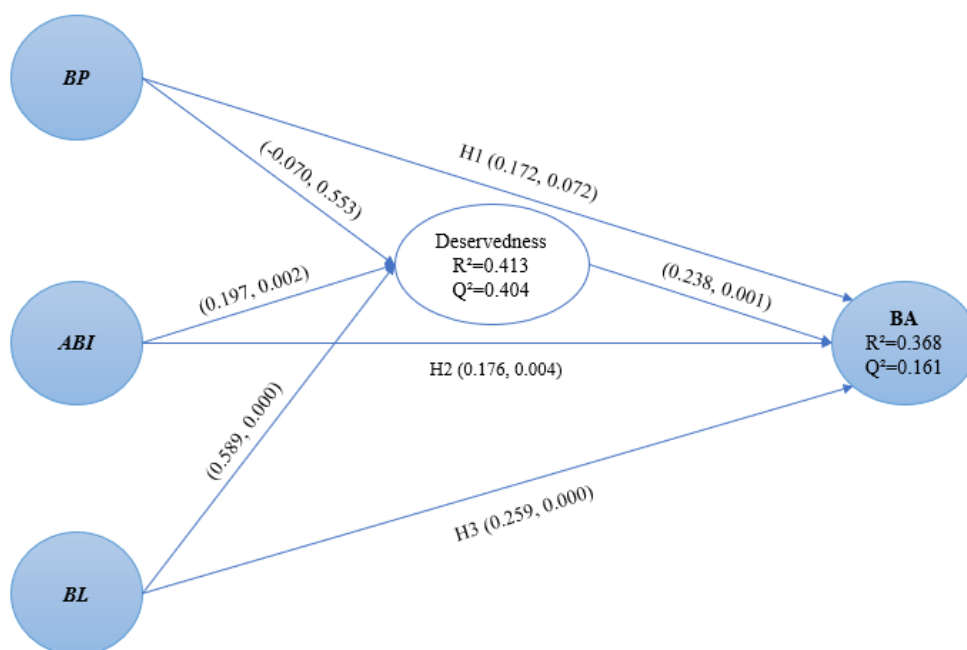 BP
H1 (0.172, 0.072)
(-0.070, 0.553)
Deservedness
R²=0.413
Q²=0.404
(0.238, 0.001)
(0.197, 0.002)
ABI
BA
R²=0.368
Q²=0.161
H2 (0.176, 0.004)
(0.589, 0.000)
H3 (0.259, 0.000)
BL